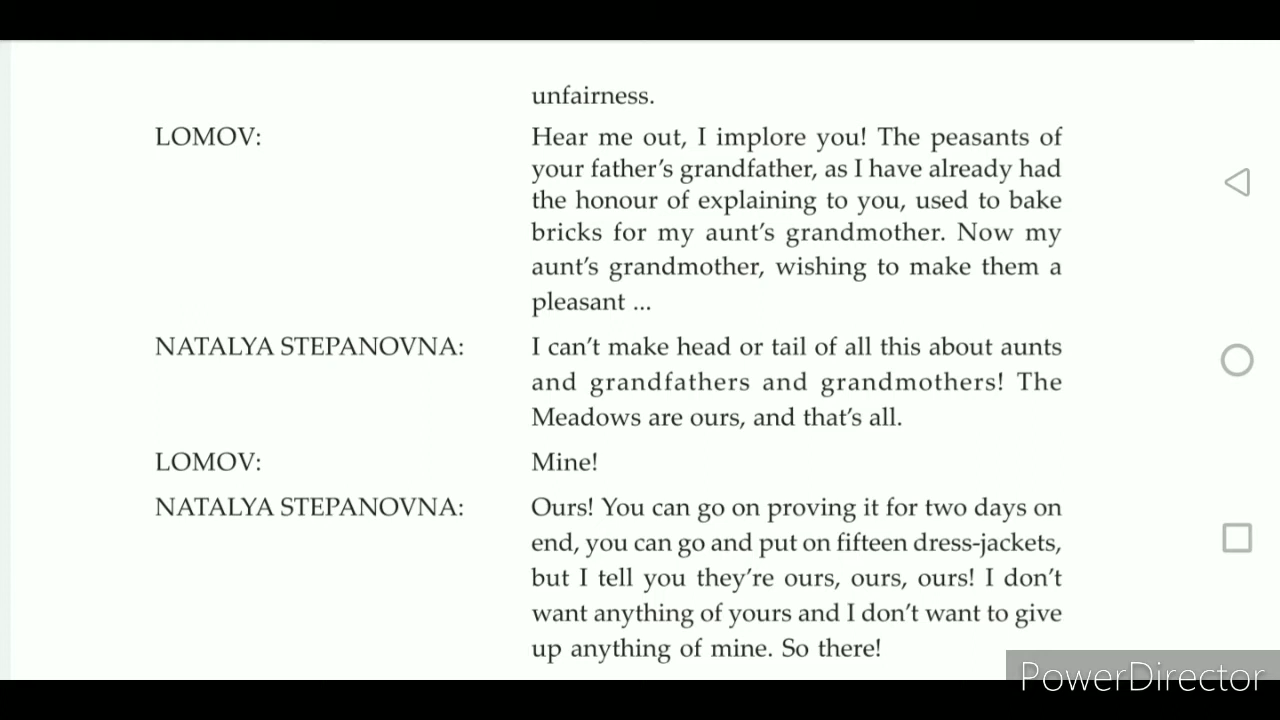 unfairness.
LOMOV: Hear me out, I implore you! The peasants of
your father’s grandfather, as I have already had
the honour of explaining to you, used to bake
bricks for my aunt’s grandmother. Now my
aunt’s grandmother, wishing to make them a
pleasant ...
NATALYA STEPANOVNA: I can’t make head or tail of all this about aunts
and grandfathers and grandmothers! The
Meadows are ours, and that’s all.
LOMOV: Mine!
NATALYA STEPANOVNA: Ours! You can go on proving it for two days on
end, you can go and put on fifteen dress-jackets,
but I tell you they’re ours, ours, ours! I don’t
want anything of yours and I don’t want to give
up anything of mine. So there!
PowerDirector